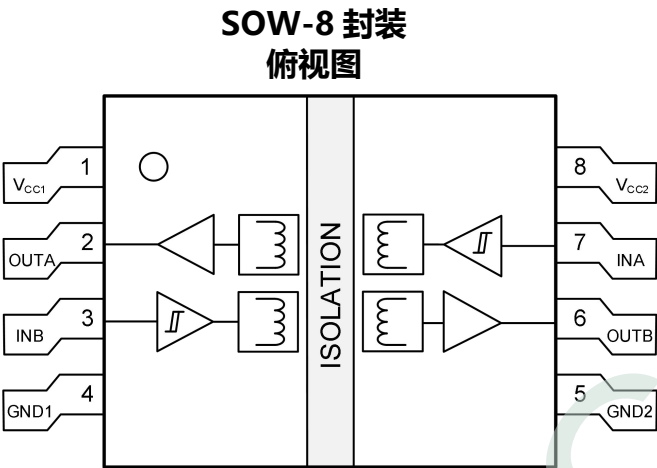 SOW-8 封装
俯视图
1
VCC1
2
OUTA
3
INB
4
GND1
ISOLATION
8
VCC2
7
INA
6
OUTB
5
GND2